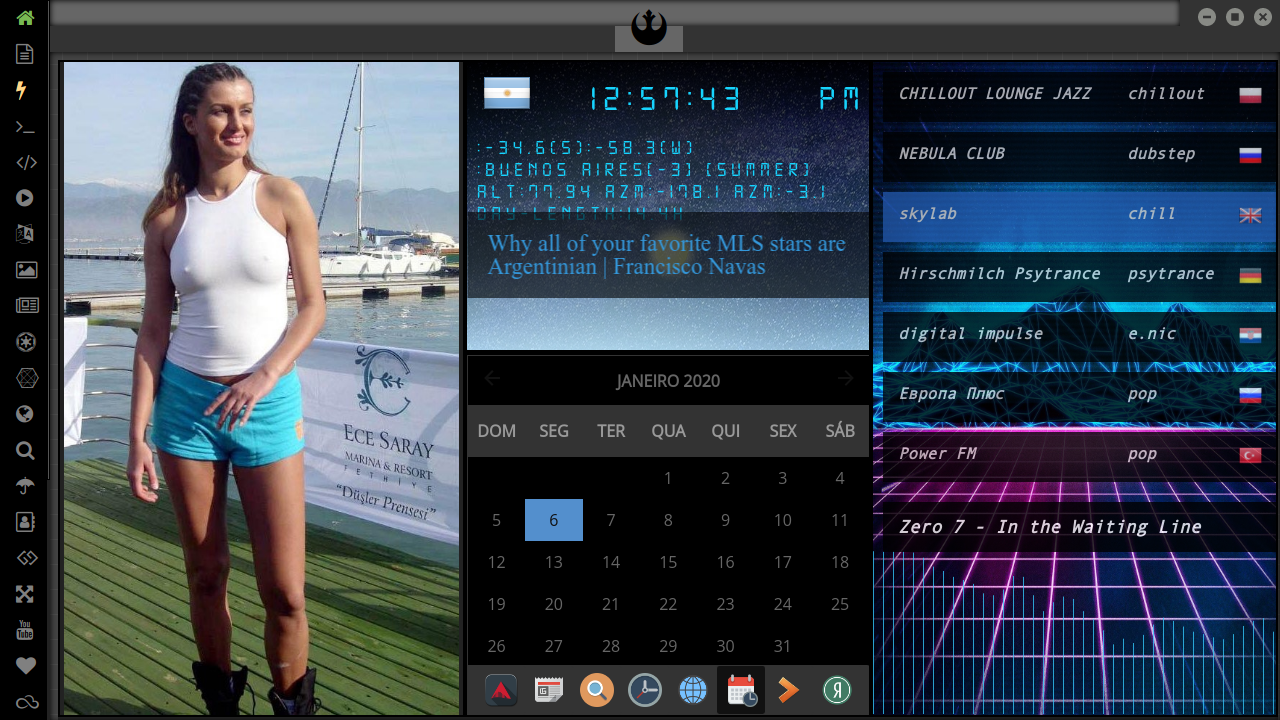 ECE SARAY
MARINA & RESORT
FETHİYE
“Düşler Prensesi”
12:57:43 PM
:-34.6(S):-58.3(W)
:BUENOS AIRES[-3] (SUMMER)
ALT:77.94 AZM:-178.1 AZM:-3.1
Why all of your favorite MLS stars are
Argentinian | Francisco Navas
JANEIRO 2020
DOM SEG TER QUA QUI SEX SÁB
1 2 3 4
5 6 7 8 9 10 11
12 13 14 15 16 17 18
19 20 21 22 23 24 25
26 27 28 29 30 31
Я
CHILLOUT LOUNGE JAZZ chillout
NEBULA CLUB dubstep
skylab chill
Hirschmilch Psytrance psytrance
digital impulse e.nic
Европа Плюс pop
Power FM pop
Zero 7 - In the Waiting Line
You
Tube